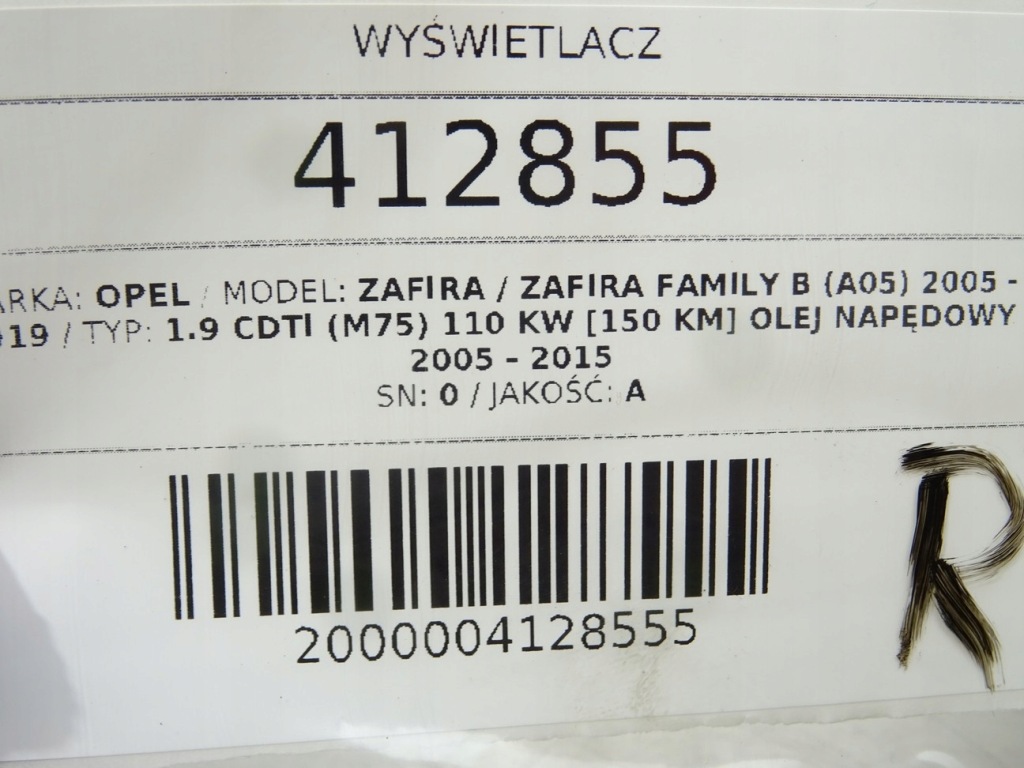 WYŚWIETLACZ
412855
ARKA: OPEL / MODEL: ZAFIRA / ZAFIRA FAMILY B (A05) 2005 -
19 / TYP: 1.9 CDTI (M75) 110 KW [150 KM] OLEJ NAPĘDOWY
2005 - 2015
SN: 0 / JAKOŚĆ: A
2000004128555
R